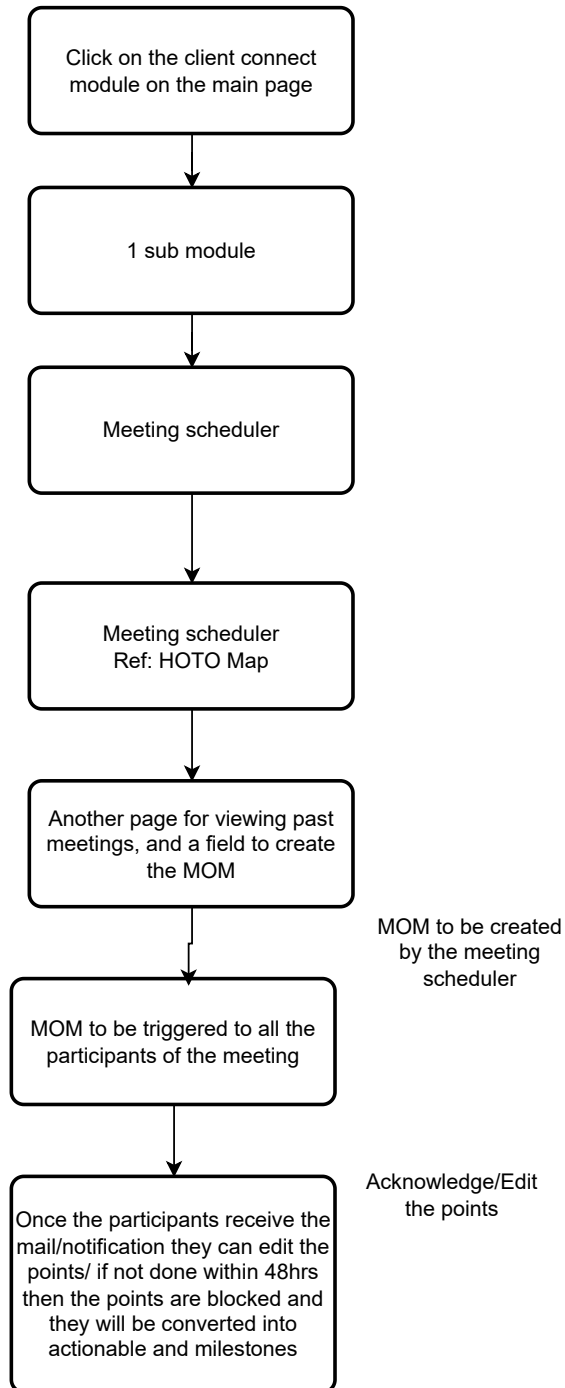 Click on the client connect
module on the main page
1 sub module
Meeting scheduler
Meeting scheduler
Ref: HOTO Map
Another page for viewing past
meetings, and a field to create
the MOM
MOM to be created
by the meeting
scheduler
MOM to be triggered to all the
participants of the meeting
Acknowledge/Edit
the points
Once the participants receive the
mail/notification they can edit the
points/ if not done within 48hrs
then the points are blocked and
they will be converted into
actionable and milestones